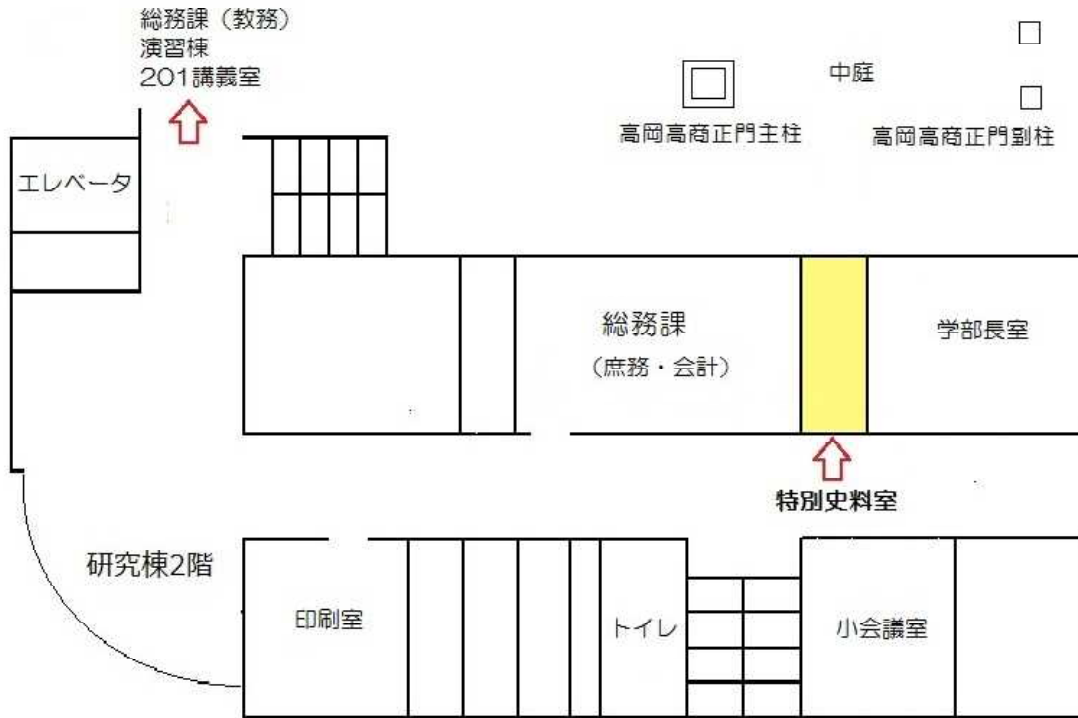 総務課（教務）
演習棟
201講義室
中庭
高岡高商正門主柱
高岡高商正門副柱
エレベータ
総務課
（庶務・会計）
学部長室
特別史料室
研究棟2階
印刷室
トイレ
小会議室